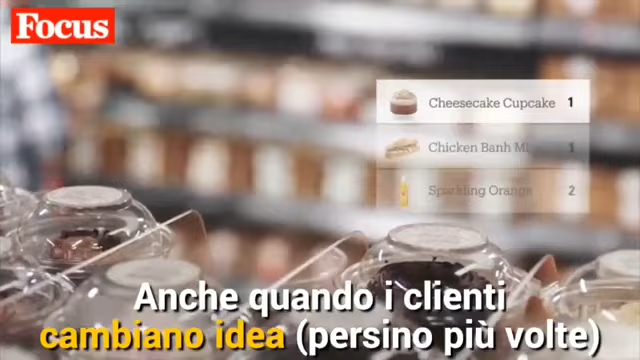 Focus
Cheesecake Cupcake 1
Chicken Banh Mi 1
Sparkling Orange 2
Anche quando i clienti
cambiano idea (persino più volte)